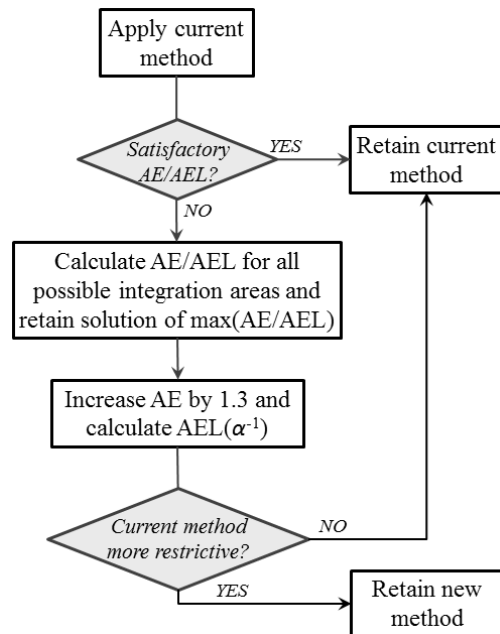 Apply current
method
Satisfactory
AE/AEL?
YES
Retain current
method
NO
Calculate AE/AEL for all
possible integration areas and
retain solution of max(AE/AEL)
Increase AE by 1.3 and
calculate AEL(α⁻¹)
Current method
more restrictive?
NO
YES
Retain new
method